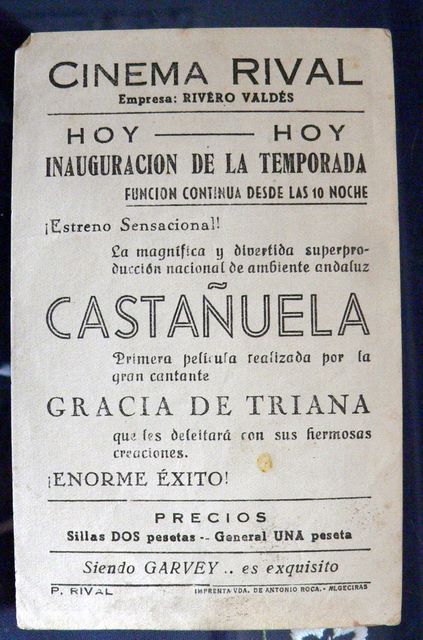 CINEMA RIVAL
Empresa: RIVERO VALDÉS
HOY —— HOY
INAUGURACION DE LA TEMPORADA
FUNCION CONTINUA DESDE LAS 10 NOCHE
¡Estreno Sensacional!
La magnífica y divertida superpro-
ducción nacional de ambiente andaluz
CASTAÑUELA
Primera película realizada por la
gran cantante
GRACIA DE TRIANA
que les deleitará con sus hermosas
creaciones.
¡ENORME ÉXITO!
PRECIOS
Sillas DOS pesetas -- General UNA peseta
Siendo GARVEY .. es exquisito
P. RIVAL
IMPRENTA VDA. DE ANTONIO ROCA.- ALGECIRAS